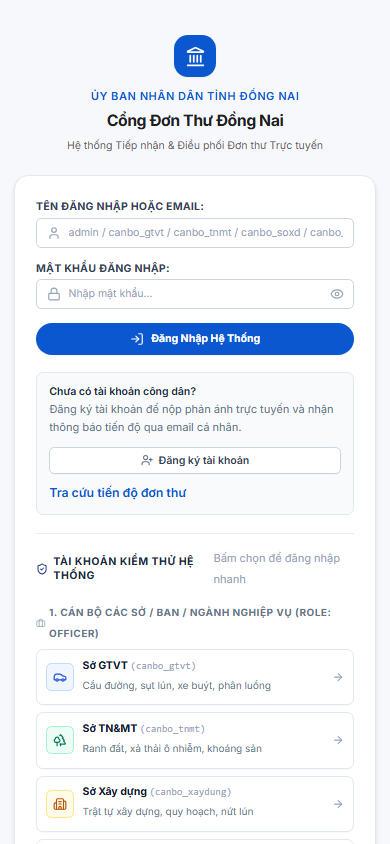 ỦY BAN NHÂN DÂN TỈNH ĐỒNG NAI
Cổng Đơn Thư Đồng Nai
Hệ thống Tiếp nhận & Điều phối Đơn thư Trực tuyến
TÊN ĐĂNG NHẬP HOẶC EMAIL:
admin / canbo_gtvt / canbo_tnmt / canbo_soxd / canbo_
MẬT KHẨU ĐĂNG NHẬP:
Nhập mật khẩu...
Đăng Nhập Hệ Thống
Chưa có tài khoản công dân?
Đăng ký tài khoản để nộp phản ánh trực tuyến và nhận
thông báo tiến độ qua email cá nhân.
Đăng ký tài khoản
Tra cứu tiến độ đơn thư
TÀI KHOẢN KIỂM THỬ HỆ
THỐNG
Bấm chọn để đăng nhập
nhanh
1. CÁN BỘ CÁC SỞ / BAN / NGÀNH NGHIỆP VỤ (ROLE:
OFFICER)
Sở GTVT (canbo_gtvt)
Cầu đường, sụt lún, xe buýt, phân luồng
Sở TN&MT (canbo_tnmt)
Ranh đất, xả thải ô nhiễm, khoáng sản
Sở Xây dựng (canbo_xaydung)
Trật tự xây dựng, quy hoạch, nứt lún